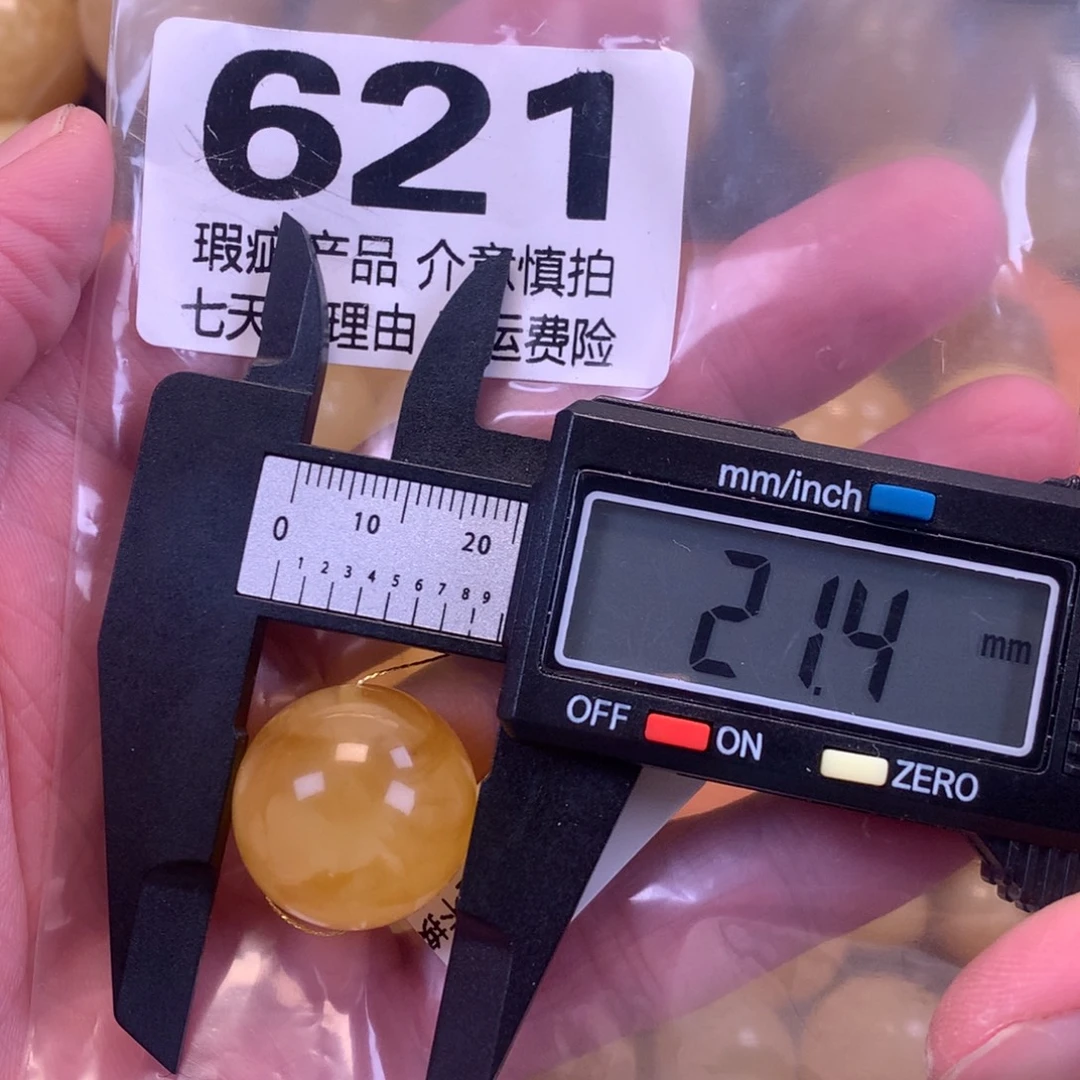 621
瑕疵产品 介意慎拍
七天 理由 运费险
mm/inch
0 10 20
1 2 3 4 5 6 7 8 9
21.4 mm
OFF ON ZERO